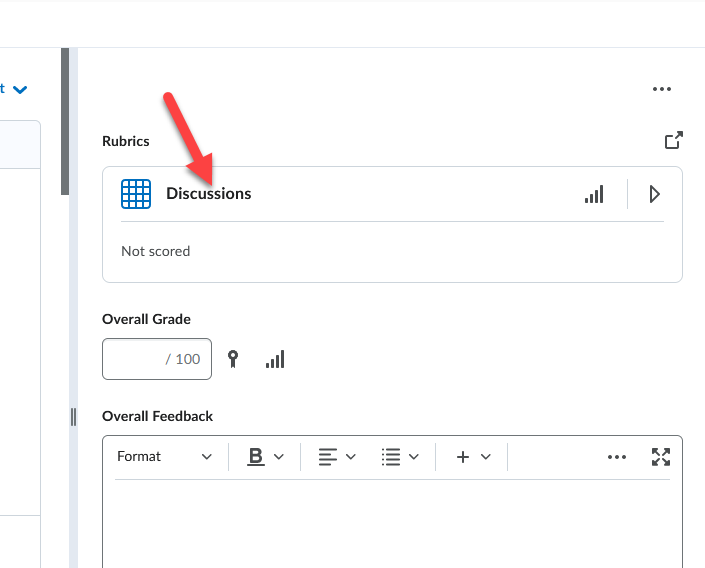 t
Rubrics
Discussions
Not scored
Overall Grade
/ 100
Overall Feedback
Format B